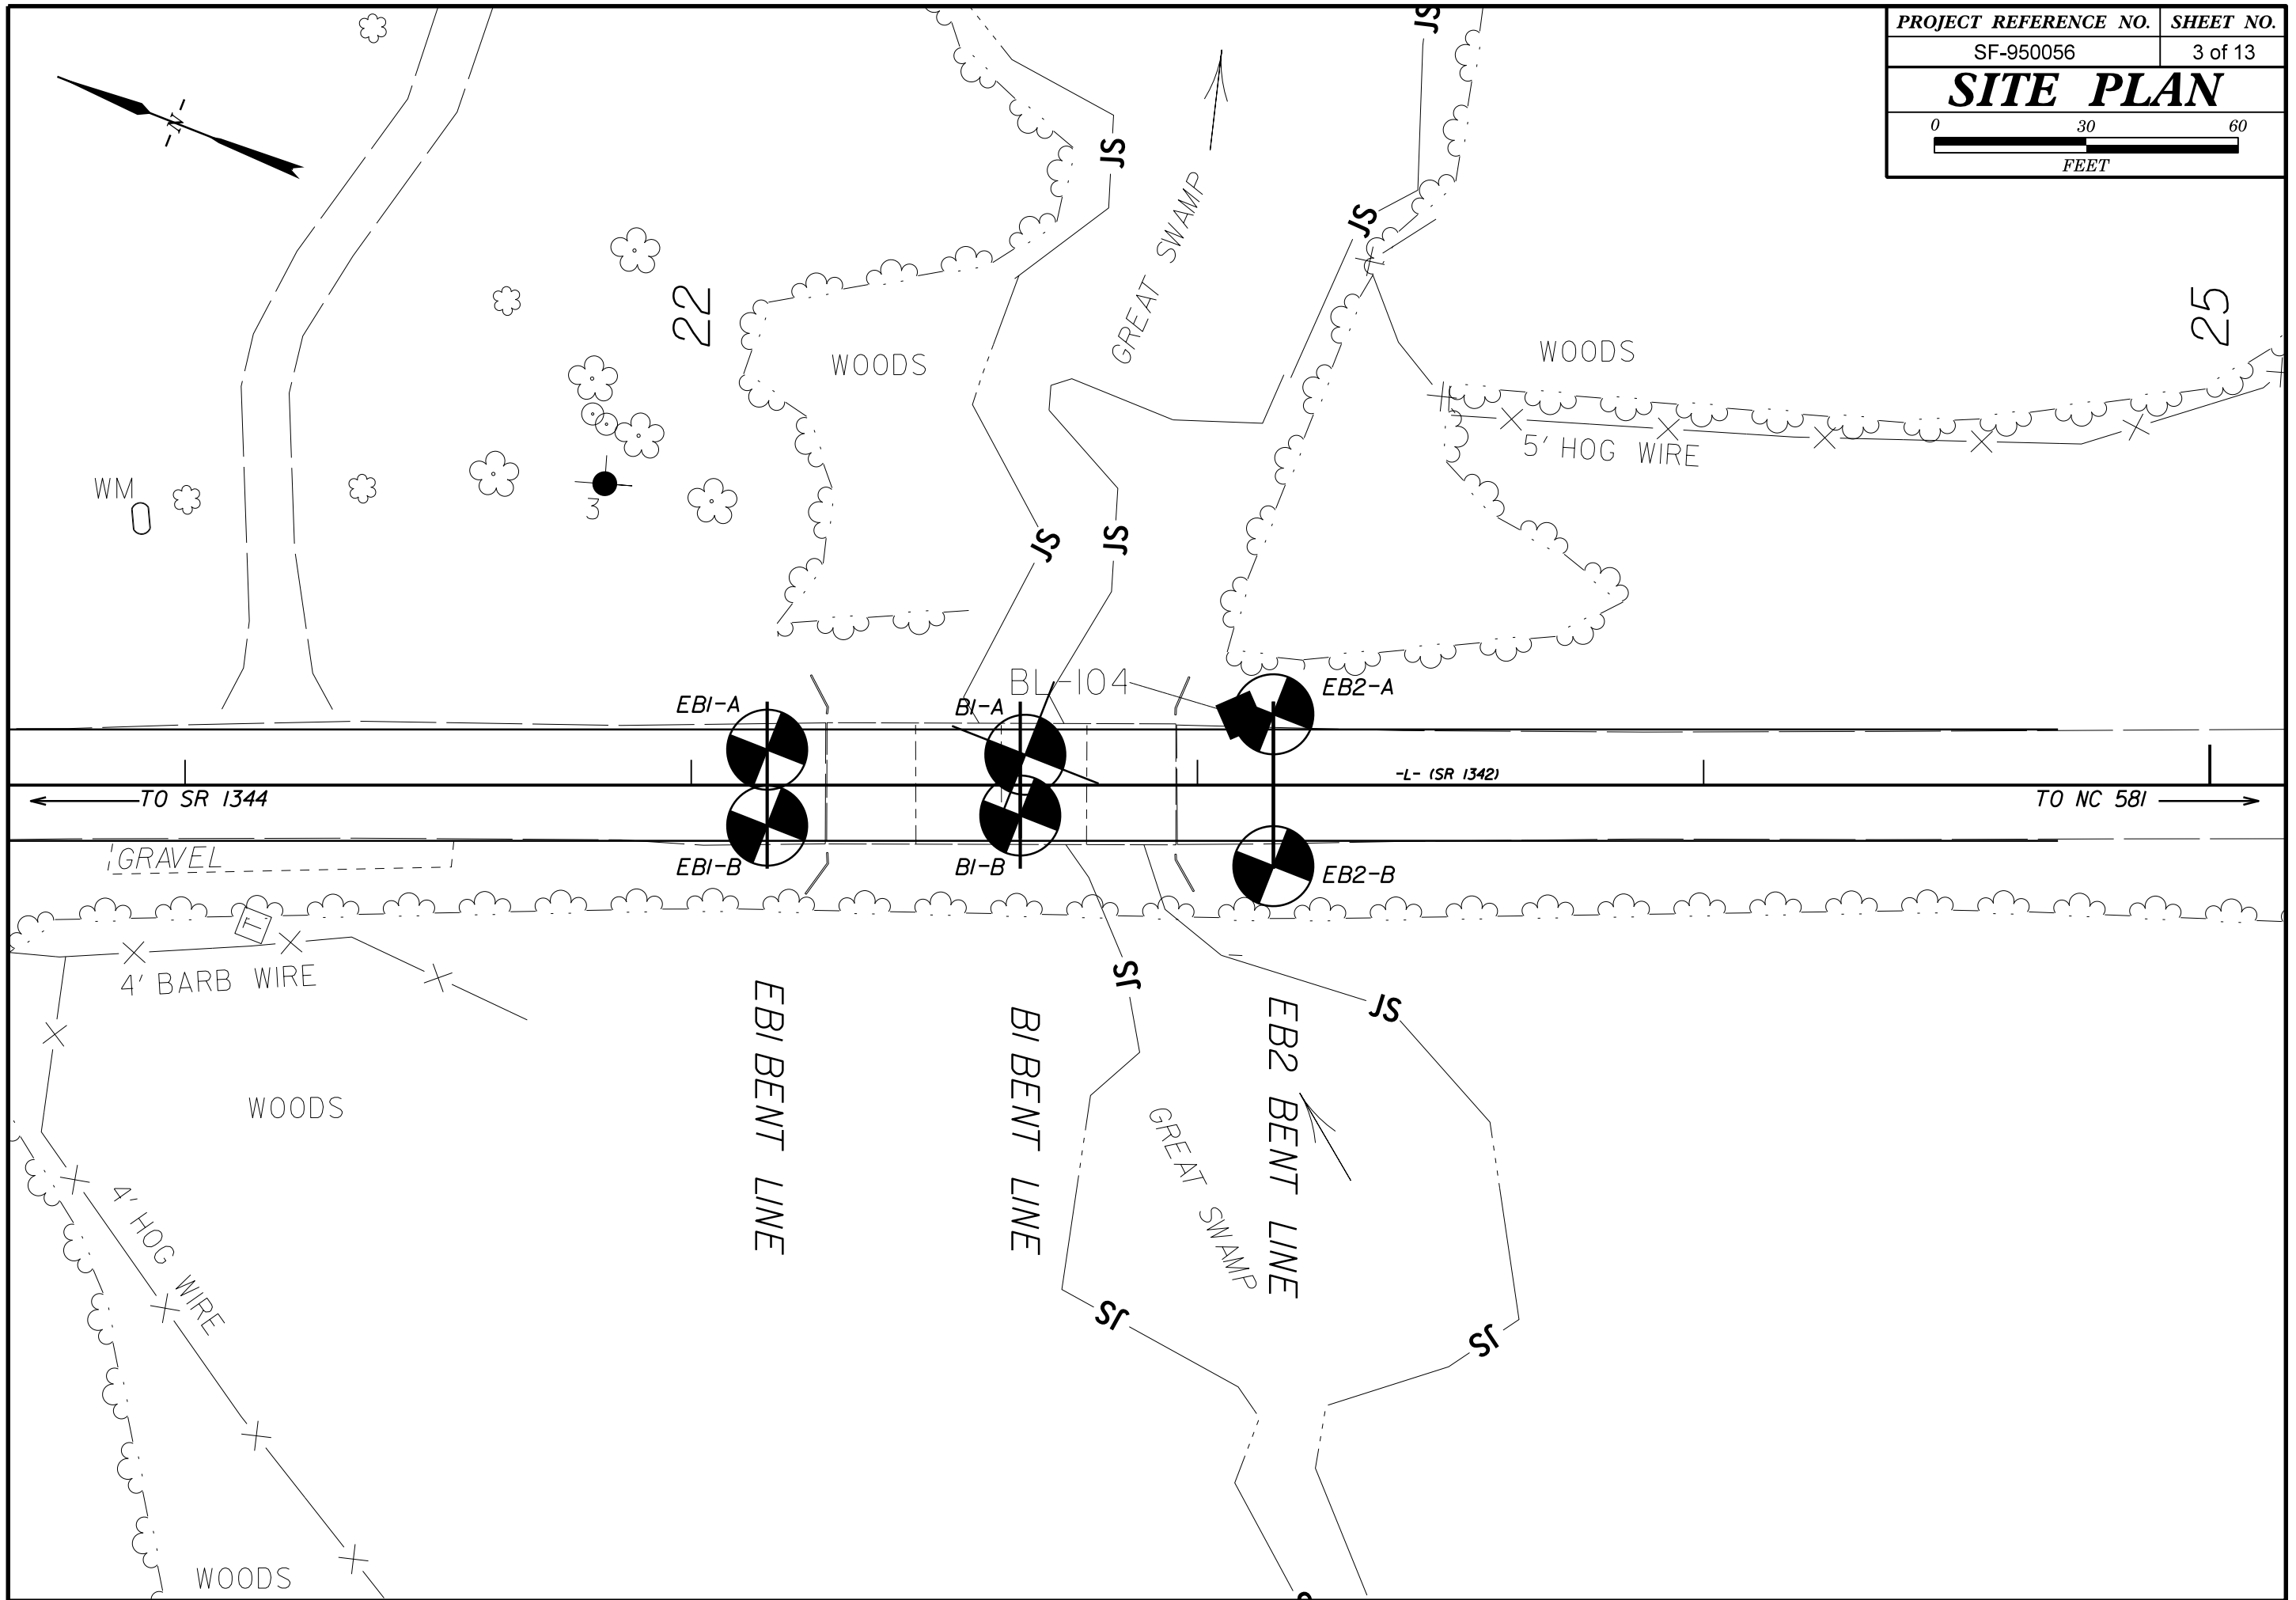 PROJECT REFERENCE NO. SHEET NO.
SF-950056 3 of 13
SITE PLAN
0 30 60
FEET
-N-
JS
JS
GREAT SWAMP
JS
22
25
WOODS
WOODS
5' HOG WIRE
WM
3
JS
JS
BL-104
EB1-A
B1-A
EB2-A
-L- (SR 1342)
TO SR 1344
TO NC 581
GRAVEL
EB1-B
B1-B
EB2-B
T
4' BARB WIRE
JS
JS
EB1 BENT LINE
B1 BENT LINE
EB2 BENT LINE
WOODS
GREAT SWAMP
4' HOG WIRE
JS
JS
WOODS